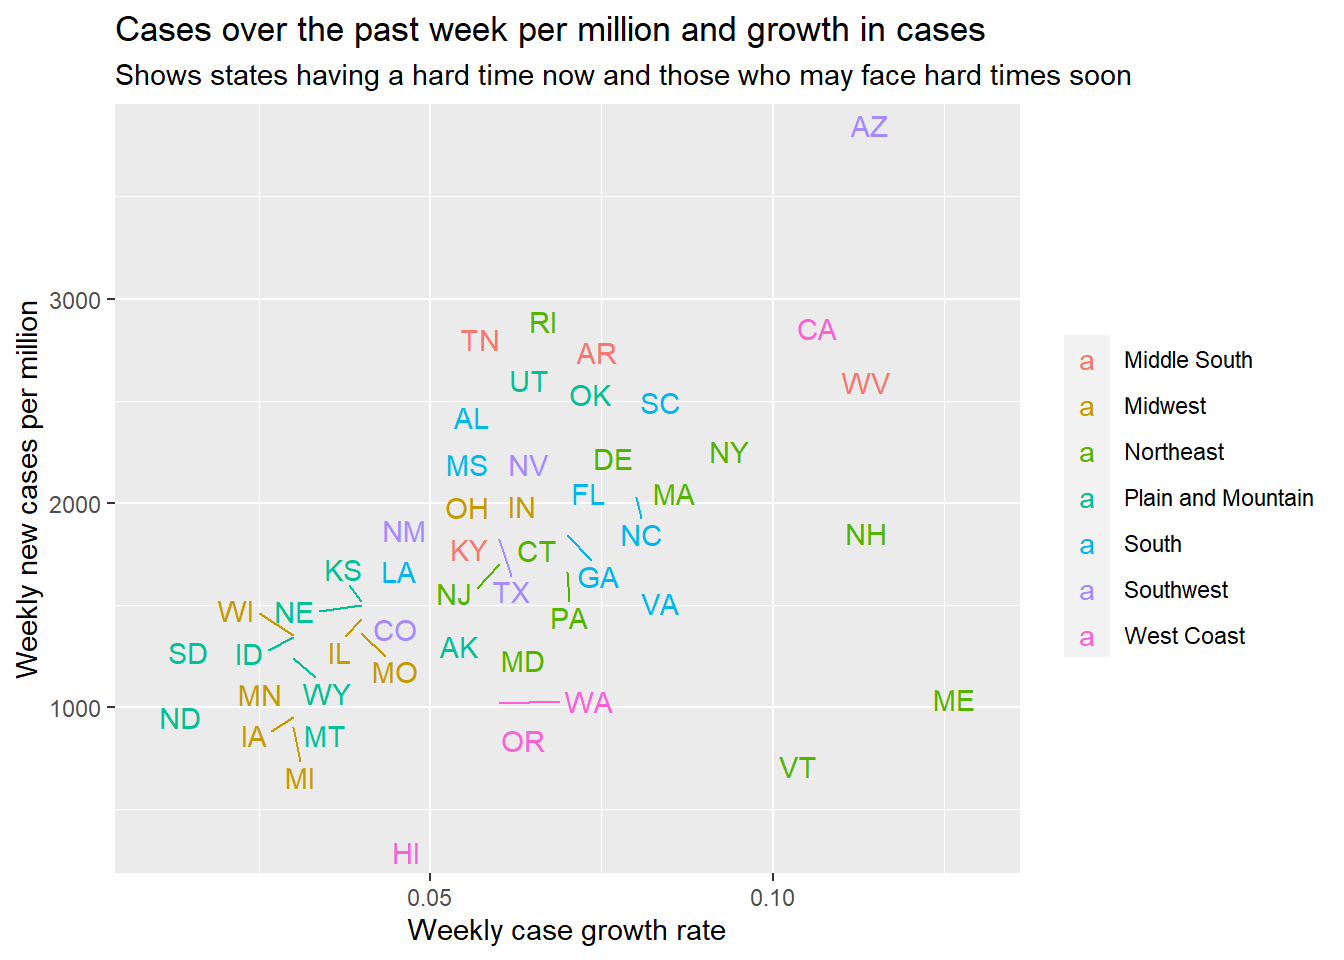 Cases over the past week per million and growth in cases
Shows states having a hard time now and those who may face hard times soon
Weekly new cases per million
3000
2000
1000
AZ
RI
CA
TN
AR
UT
WV
OK
SC
AL
NY
DE
MS
NV
FL
MA
OH
IN
NM
NC
NH
KY
CT
KS
LA
GA
NJ
TX
VA
WI
NE
PA
CO
SD
ID
IL
AK
MD
MO
MN
WY
WA
ME
ND
IA
MT
OR
MI
VT
HI
0.05
0.10
Weekly case growth rate
a Middle South
a Midwest
a Northeast
a Plain and Mountain
a South
a Southwest
a West Coast